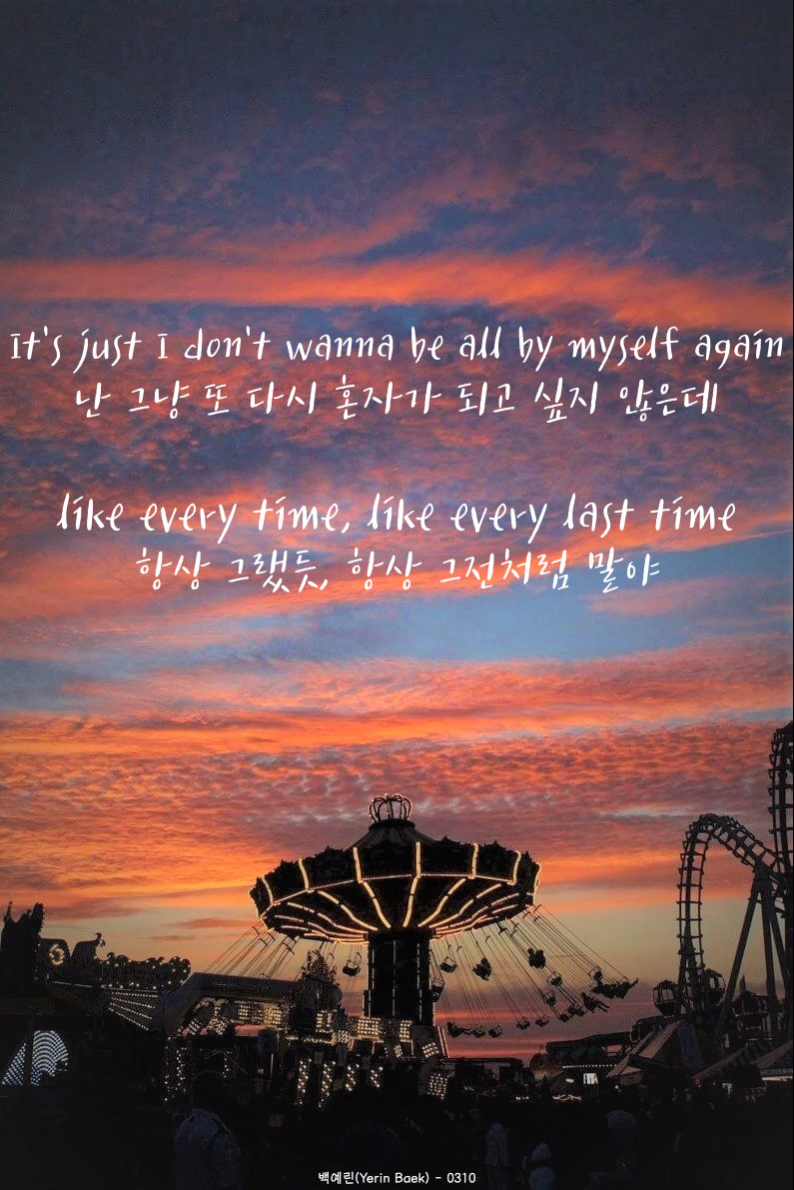 It's just I don't wanna be all by myself again
난 그냥 또 다시 혼자가 되고 싶지 않은데
like every time, like every last time
항상 그랬듯, 항상 그전처럼 말야
백예린(Yerin Baek) - 0310